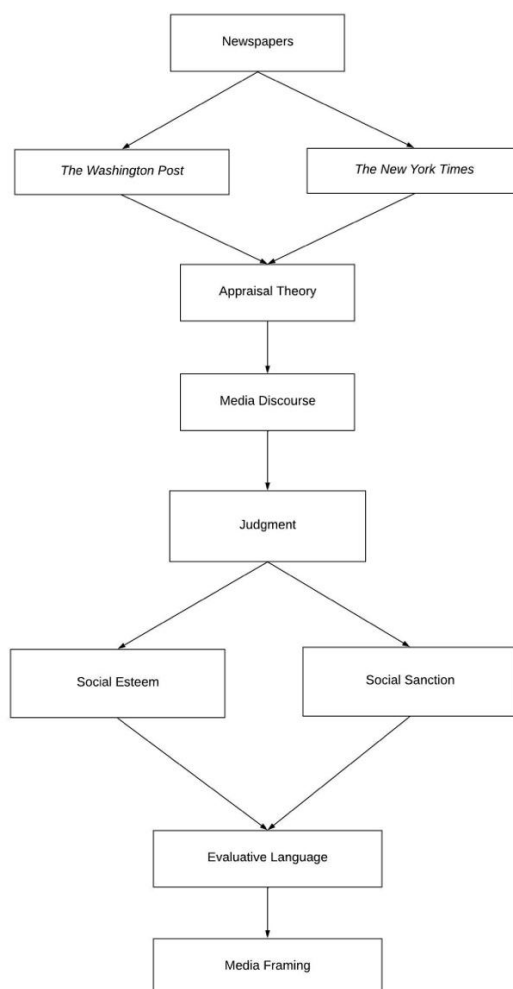 Newspapers
The Washington Post
The New York Times
Appraisal Theory
Media Discourse
Judgment
Social Esteem
Social Sanction
Evaluative Language
Media Framing